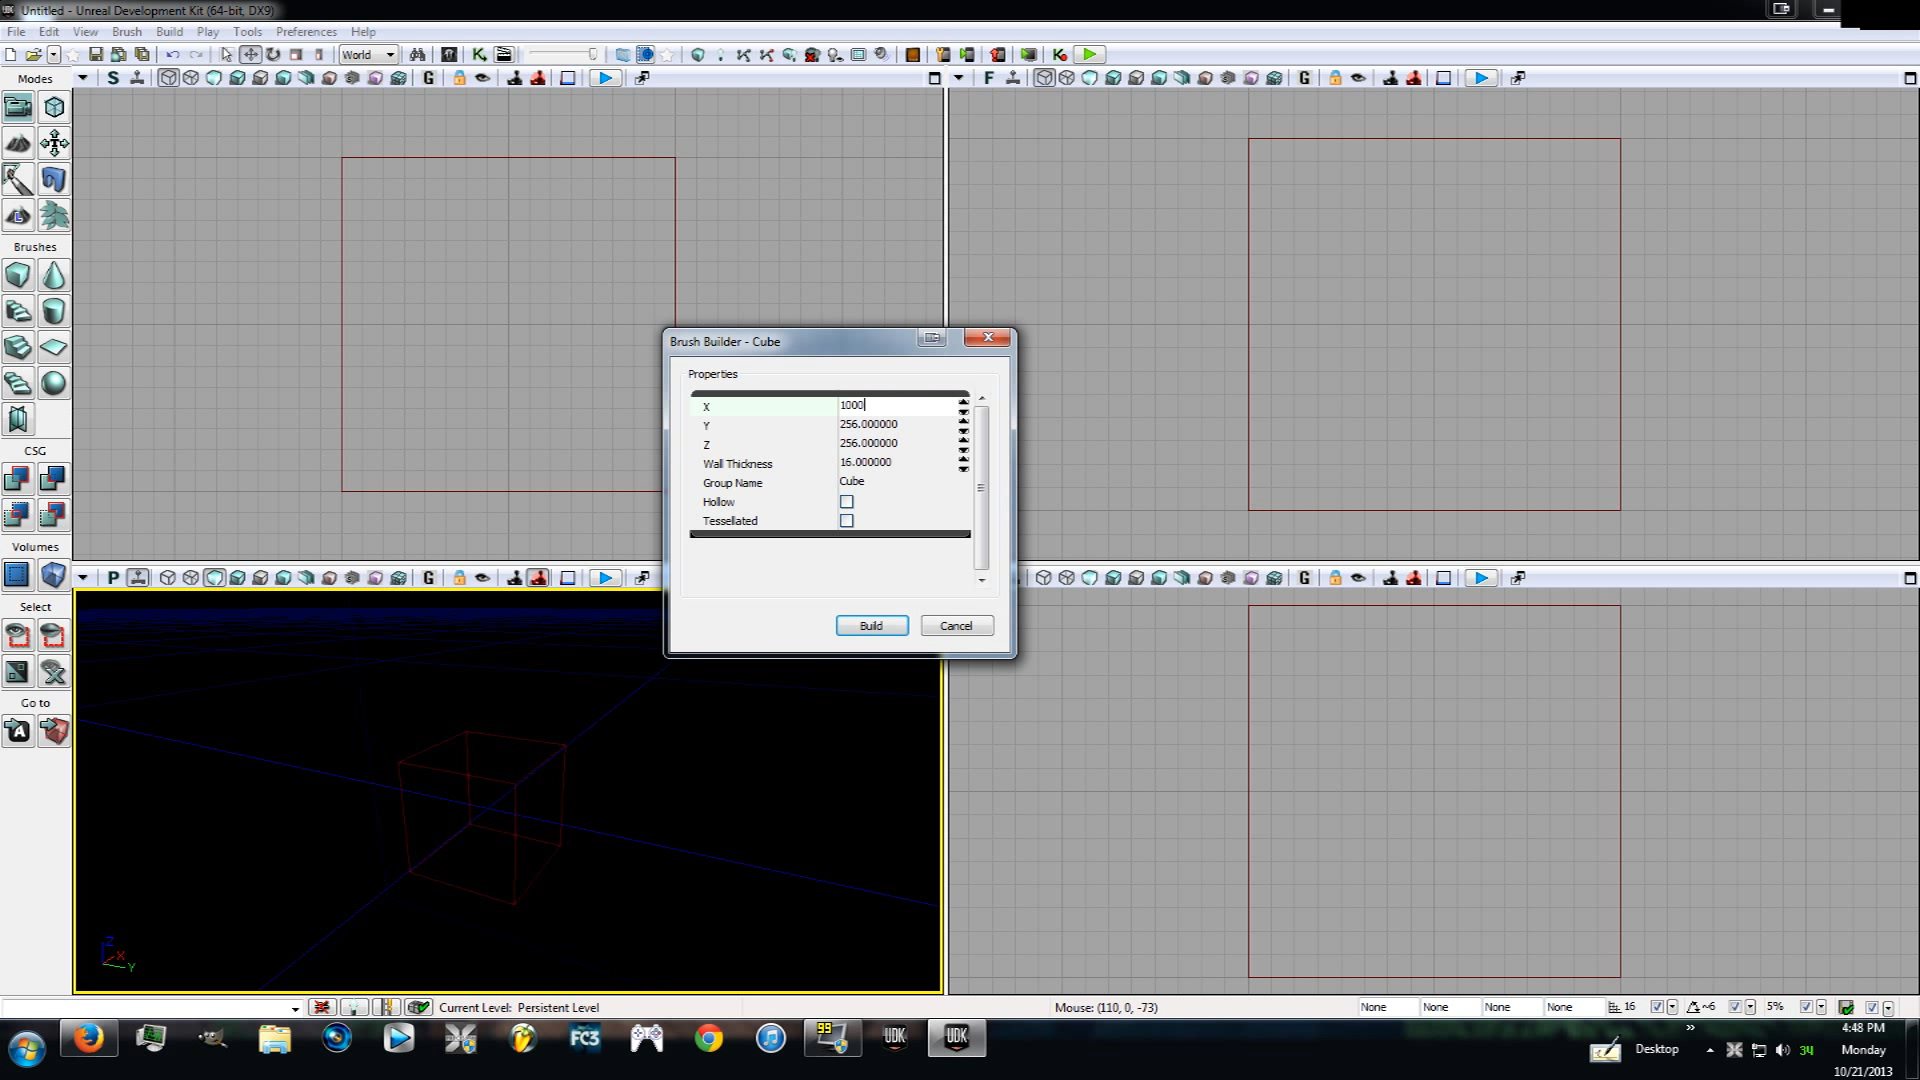 Untitled - Unreal Development Kit (64-bit, DX9)
File Edit View Brush Build Play Tools Preferences Help
World
Modes
S
G
F
G
Brushes
CSG
Volumes
Select
Go to
Brush Builder - Cube
Properties
X 1000
Y 256.000000
Z 256.000000
Wall Thickness 16.000000
Group Name Cube
Hollow
Tessellated
Build Cancel
P
G
G
Z
X
Y
Current Level: Persistent Level
Mouse: (110, 0, -73)
None None None None 16 ~6 5%
FC3 99 UDK UDK
Desktop
34
4:48 PM
Monday
10/21/2013